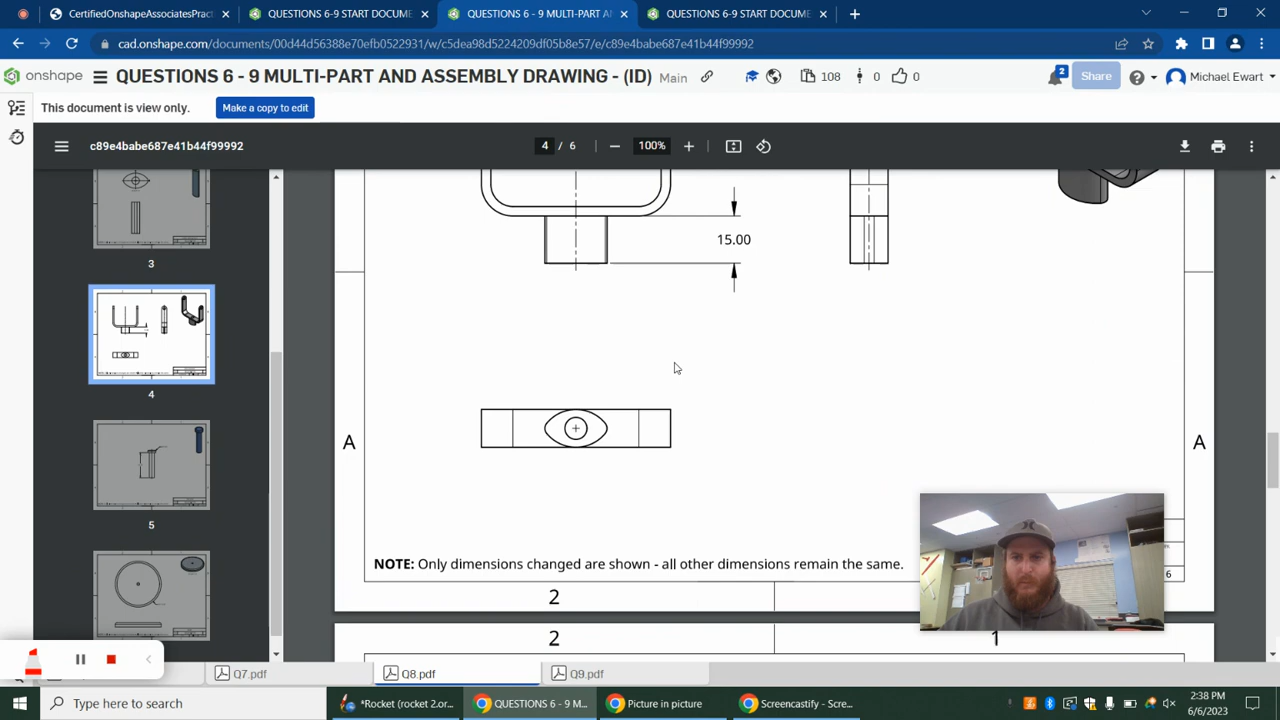 CertifiedOnshapeAssociatesPract
QUESTIONS 6-9 START DOCUME
QUESTIONS 6 - 9 MULTI-PART AN
QUESTIONS 6-9 START DOCUME
cad.onshape.com/documents/00d44d56388e70efb0522931/w/c5dea98d5224209df05b8e57/e/c89e4babe687e41b44f99992
onshape
QUESTIONS 6 - 9 MULTI-PART AND ASSEMBLY DRAWING - (ID)
Main
108
0
0
2
Share
Michael Ewart
This document is view only.
Make a copy to edit
c89e4babe687e41b44f99992
4 / 6
100%
3
4
5
15.00
A
A
NOTE: Only dimensions changed are shown - all other dimensions remain the same.
6
2
2
1
Q7.pdf
Q8.pdf
Q9.pdf
Type here to search
*Rocket (rocket 2.or...
QUESTIONS 6 - 9 M...
Picture in picture
Screencastify - Scre...
2:38 PM
6/6/2023